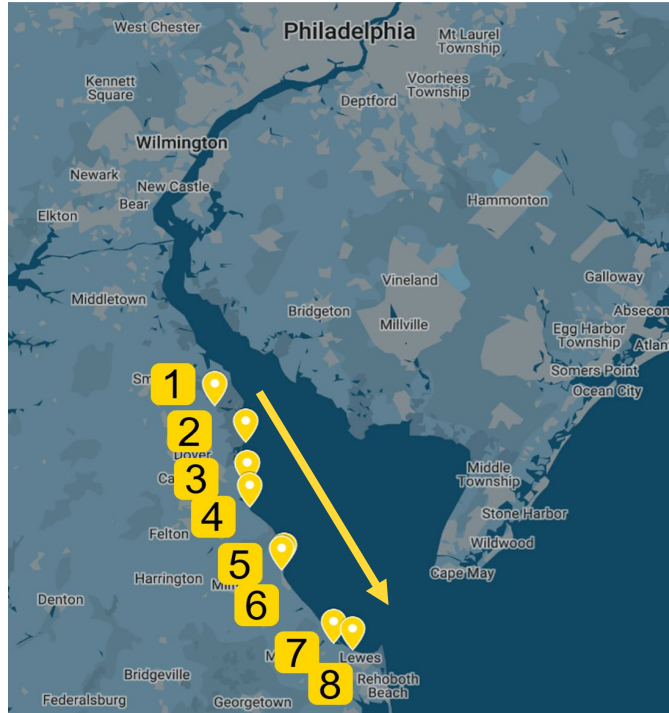 West Chester
Philadelphia
Mt Laurel
Township
Kennett
Square
Voorhees
Township
Deptford
Wilmington
Newark
New Castle
Bear
Elkton
Hammonton
Middletown
Vineland
Galloway
Bridgeton
Millville
Absecon
Egg Harbor
Township
Atlan
Somers Point
Ocean City
1
2
Dover
3
Middle
Township
4
Stone Harbor
Felton
Wildwood
5
Cape May
Harrington
6
Denton
7
Lewes
Bridgeville
Rehoboth
Beach
8
Federalsburg
Georgetown